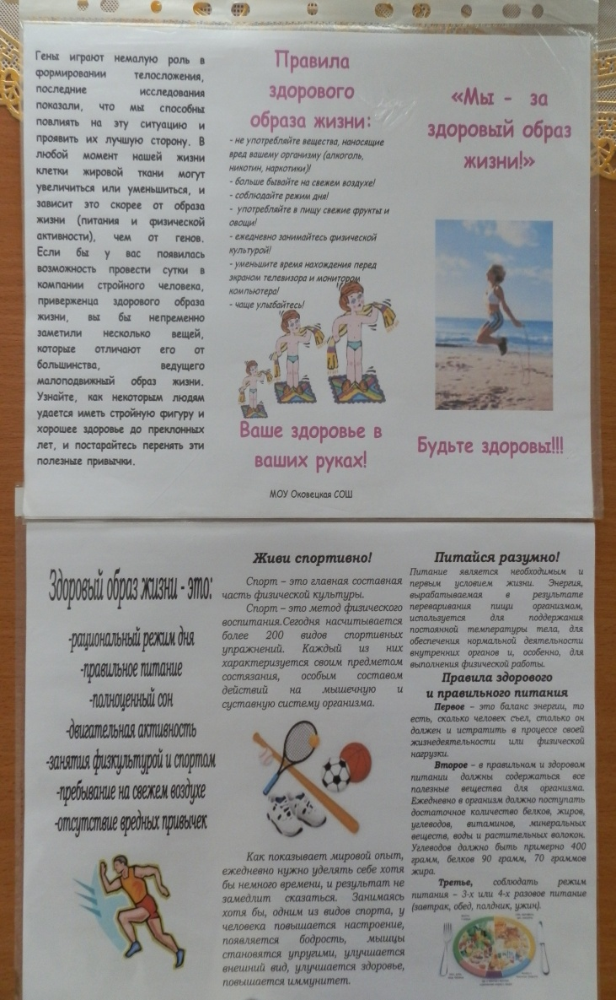 Гены играют немалую роль в
формировании телосложения,
последние исследования
показали, что мы способны
повлиять на эту ситуацию и
проявить их лучшую сторону. В
любой момент нашей жизни
клетки жировой ткани могут
увеличиться или уменьшиться, и
зависит это скорее от образа
жизни (питания и физической
активности), чем от генов.
Если бы у вас появилась
возможность провести сутки в
компании стройного человека,
приверженца здорового образа
жизни, вы бы непременно
заметили несколько вещей,
которые отличают его от
большинства, ведущего
малоподвижный образ жизни.
Узнайте, как некоторым людям
удается иметь стройную фигуру и
хорошее здоровье до преклонных
лет, и постарайтесь перенять эти
полезные привычки.
Правила
здорового
образа жизни:
- не употребляйте вещества, наносящие
вред вашему организму (алкоголь,
никотин, наркотики)!
- больше бывайте на свежем воздухе!
- соблюдайте режим дня!
- употребляйте в пищу свежие фрукты и
овощи!
- ежедневно занимайтесь физической
культурой!
- уменьшите время нахождения перед
экраном телевизора и монитором
компьютера!
- чаще улыбайтесь!
Ваше здоровье в
ваших руках!
МОУ Оковецкая СОШ
«Мы - за
здоровый образ
жизни!»
Будьте здоровы!!!
Здоровый образ жизни - это:
-рациональный режим дня
-правильное питание
-полноценный сон
-двигательная активность
-занятия физкультурой и спортом
-пребывание на свежем воздухе
-отсутствие вредных привычек
Живи спортивно!
Спорт – это главная составная
часть физической культуры.
Спорт – это метод физического
воспитания.Сегодня насчитывается
более 200 видов спортивных
упражнений. Каждый из них
характеризуется своим предметом
состязания, особым составом
действий на мышечную и
суставную систему организма.
Как показывает мировой опыт,
ежедневно нужно уделять себе хотя
бы немного времени, и результат не
замедлит сказаться. Занимаясь
хотя бы, одним из видов спорта, у
человека повышается настроение,
появляется бодрость, мышцы
становятся упругими, улучшается
внешний вид, улучшается здоровье,
повышается иммунитет.
Питайся разумно!
Питание является необходимым и
первым условием жизни. Энергия,
вырабатываемая в результате
переваривания пищи организмом,
используется для поддержания
постоянной температуры тела, для
обеспечения нормальной деятельности
внутренних органов и, особенно, для
выполнения физической работы.
Правила здорового
и правильного питания
Первое – это баланс энергии, то
есть, сколько человек съел, столько он
должен и истратить в процессе своей
жизнедеятельности или физической
нагрузки.
Второе – в правильном и здоровом
питании должны содержаться все
полезные вещества для организма.
Ежедневно в организм должно поступать
достаточное количество белков, жиров,
углеводов, витаминов, минеральных
веществ, воды и растительных волокон.
Углеводов должно быть примерно 400
грамм, белков 90 грамм, 70 граммов
жира.
Третье, соблюдать режим
питания – 3-х или 4-х разовое питание
(завтрак, обед, полдник, ужин).